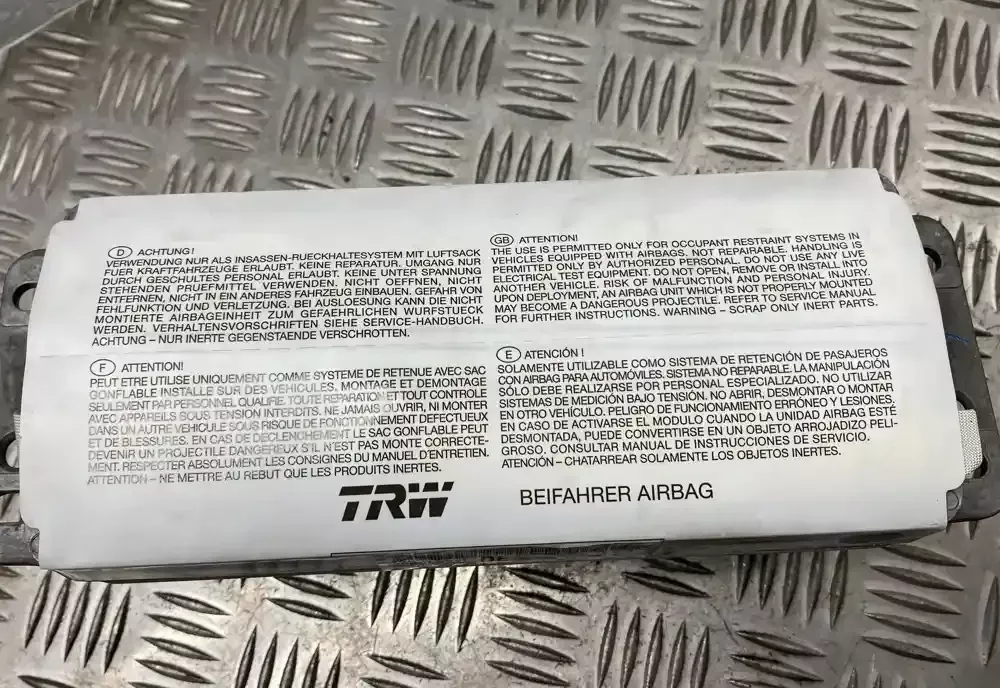 D ACHTUNG!
VERWENDUNG NUR ALS INSASSEN-RUECKHALTESYSTEM MIT LUFTSACK
FUER KRAFTFAHRZEUGE ERLAUBT. KEINE REPARATUR. UMGANG NUR
DURCH GESCHULTES PERSONAL ERLAUBT. KEINE UNTER SPANNUNG
STEHENDEN PRUEFMITTEL VERWENDEN. NICHT OEFFNEN, NICHT
ENTFERNEN, NICHT IN EIN ANDERES FAHRZEUG EINBAUEN. GEFAHR VON
FEHLFUNKTION UND VERLETZUNG. BEI AUSLOESUNG KANN DIE NICHT
MONTIERTE AIRBAGEINHEIT ZUM GEFAEHRLICHEN WURFSTUECK
WERDEN. VERHALTENSVORSCHRIFTEN SIEHE SERVICE-HANDBUCH.
ACHTUNG – NUR INERTE GEGENSTAENDE VERSCHROTTEN.
GB ATTENTION!
THE USE IS PERMITTED ONLY FOR OCCUPANT RESTRAINT SYSTEMS IN
VEHICLES EQUIPPED WITH AIRBAGS. NOT REPAIRABLE. HANDLING IS
PERMITTED ONLY BY AUTHORIZED PERSONAL. DO NOT USE ANY LIVE
ELECTRICAL TEST EQUIPMENT. DO NOT OPEN, REMOVE OR INSTALL INTO
ANOTHER VEHICLE. RISK OF MALFUNCTION AND PERSONAL INJURY.
UPON DEPLOYMENT, AN AIRBAG UNIT WHICH IS NOT PROPERLY MOUNTED
MAY BECOME A DANGEROUS PROJECTILE. REFER TO SERVICE MANUAL
FOR FURTHER INSTRUCTIONS. WARNING – SCRAP ONLY INERT PARTS.
F ATTENTION!
PEUT ETRE UTILISE UNIQUEMENT COMME SYSTEME DE RETENUE AVEC SAC
GONFLABLE INSTALLE SUR DES VEHICULES. MONTAGE ET DEMONTAGE
SEULEMENT PAR PERSONNEL QUALIFIE. TOUTE REPARATION ET TOUT CONTROLE
AVEC APPAREILS SOUS TENSION INTERDITS. NE JAMAIS OUVRIR, NI MONTER
DANS UN AUTRE VEHICULE SOUS RISQUE DE FONCTIONNEMENT DEFECTUEUX
ET DE BLESSURES. EN CAS DE DECLENCHEMENT LE SAC GONFLABLE PEUT
DEVENIR UN PROJECTILE DANGEREUX S'IL N'EST PAS MONTE CORRECTE-
MENT. RESPECTER ABSOLUMENT LES CONSIGNES DU MANUEL D'ENTRETIEN.
ATTENTION – NE METTRE AU REBUT QUE LES PRODUITS INERTES.
E ATENCIÓN !
SOLAMENTE UTILIZABLE COMO SISTEMA DE RETENCIÓN DE PASAJEROS
CON AIRBAG PARA AUTOMÓVILES. SISTEMA NO REPARABLE. LA MANIPULACIÓN
SÓLO DEBE REALIZARSE POR PERSONAL ESPECIALIZADO. NO UTILIZAR
SISTEMAS DE MEDICIÓN BAJO TENSIÓN. NO ABRIR, DESMONTAR O MONTAR
EN OTRO VEHÍCULO. PELIGRO DE FUNCIONAMIENTO ERRÓNEO Y LESIONES.
EN CASO DE ACTIVARSE EL MODULO CUANDO LA UNIDAD AIRBAG ESTÉ
DESMONTADA, PUEDE CONVERTIRSE EN UN OBJETO ARROJADIZO PELI-
GROSO. CONSULTAR MANUAL DE INSTRUCCIONES DE SERVICIO.
ATENCIÓN – CHATARREAR SOLAMENTE LOS OBJETOS INERTES.
TRW
BEIFAHRER AIRBAG